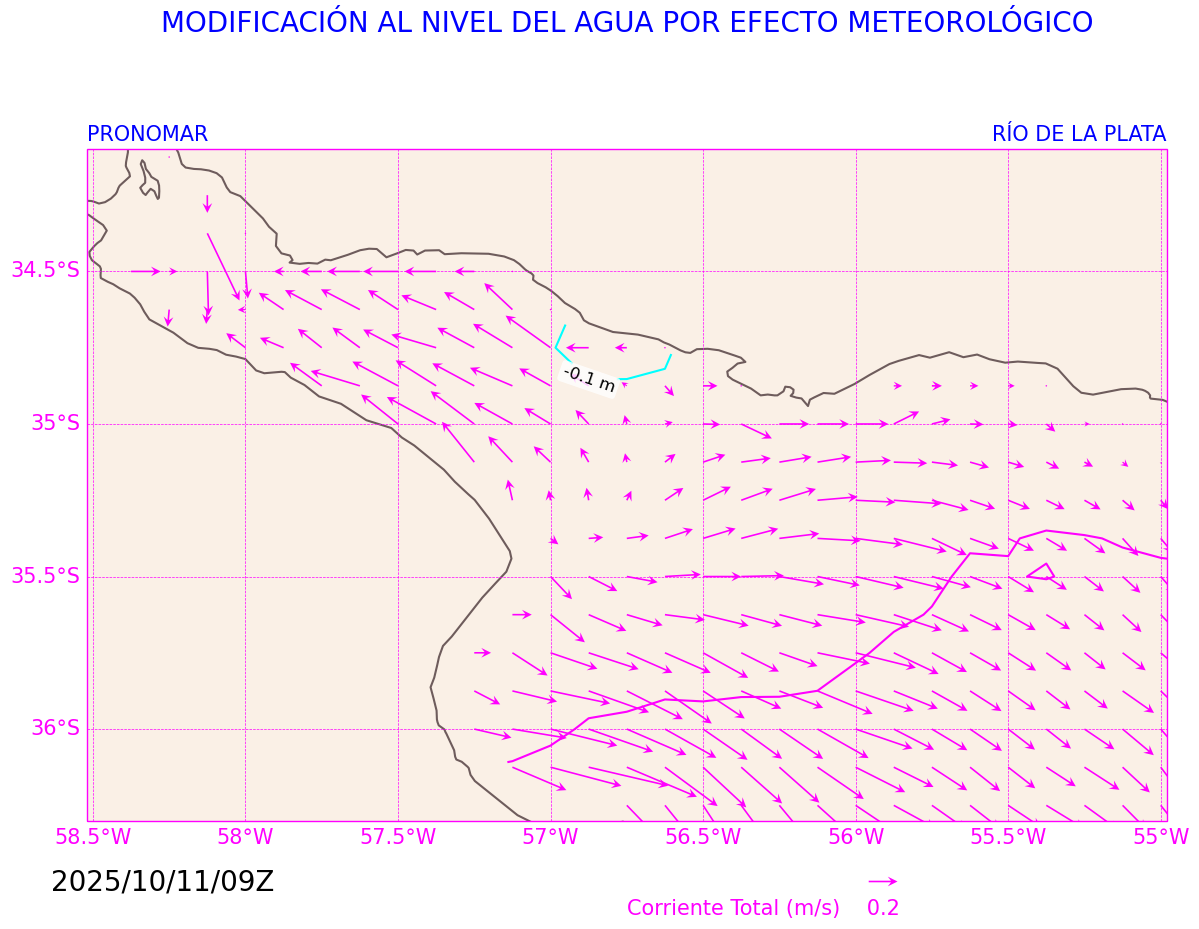 MODIFICACIÓN AL NIVEL DEL AGUA POR EFECTO METEOROLÓGICO
PRONOMAR
RÍO DE LA PLATA
34.5°S
-0.1 m
35°S
35.5°S
36°S
58.5°W 58°W 57.5°W 57°W 56.5°W 56°W 55.5°W 55°W
2025/10/11/09Z
Corriente Total (m/s) 0.2